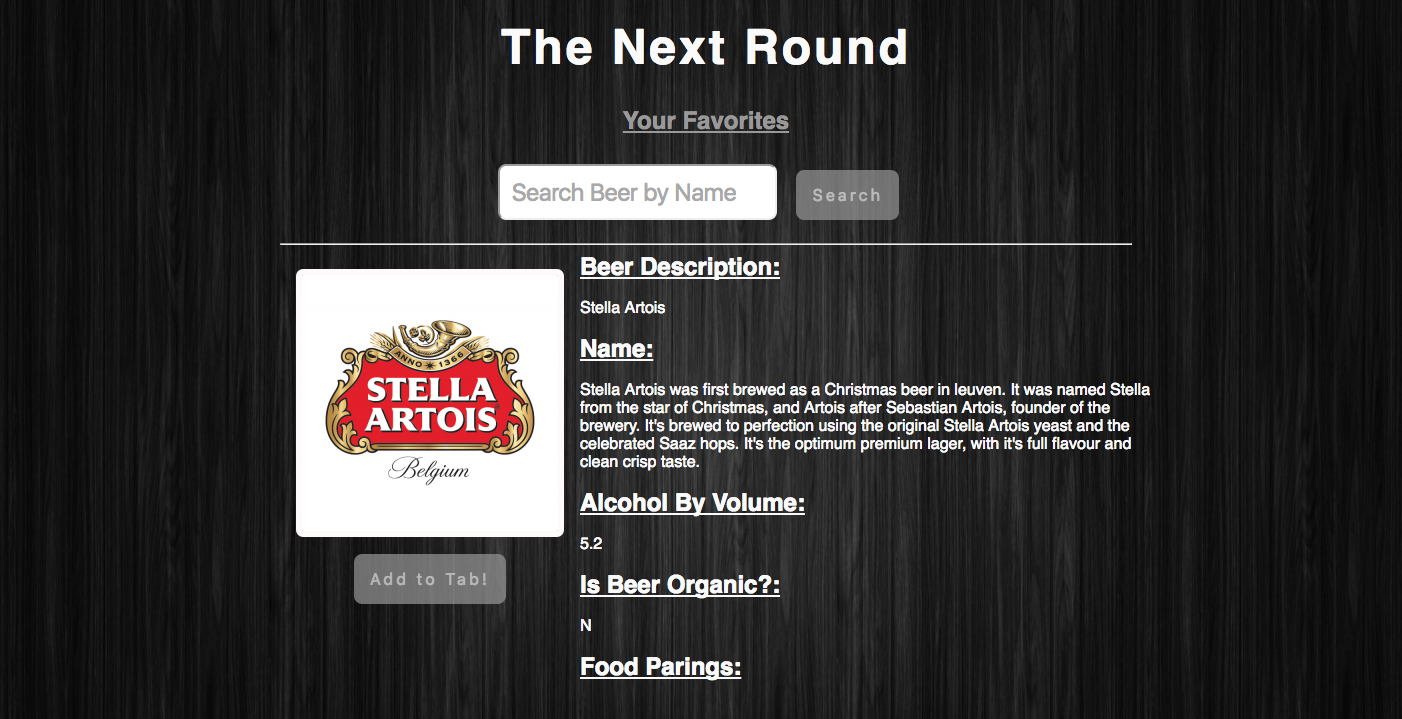 The Next Round
Your Favorites
Search Beer by Name
Search
ANNO 1366
STELLA
ARTOIS
Belgium
Add to Tab!
Beer Description:
Stella Artois
Name:
Stella Artois was first brewed as a Christmas beer in leuven. It was named Stella
from the star of Christmas, and Artois after Sebastian Artois, founder of the
brewery. It's brewed to perfection using the original Stella Artois yeast and the
celebrated Saaz hops. It's the optimum premium lager, with it's full flavour and
clean crisp taste.
Alcohol By Volume:
5.2
Is Beer Organic?:
N
Food Parings: